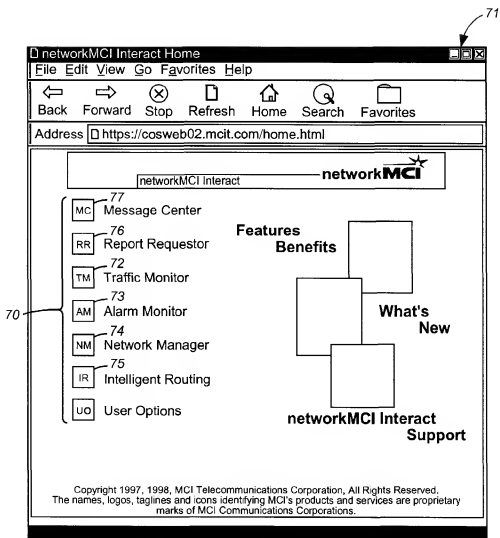 71
networkMCI Interact Home
File Edit View Go Favorites Help
Back Forward Stop Refresh Home Search Favorites
Address https://cosweb02.mcit.com/home.html
networkMCI Interact
networkMCI
77
MC Message Center
76
RR Report Requestor
72
TM Traffic Monitor
73
AM Alarm Monitor
70
74
NM Network Manager
75
IR Intelligent Routing
UO User Options
Features
Benefits
What's
New
networkMCI Interact
Support
Copyright 1997, 1998, MCI Telecommunications Corporation, All Rights Reserved.
The names, logos, taglines and icons identifying MCI's products and services are proprietary
marks of MCI Communications Corporations.